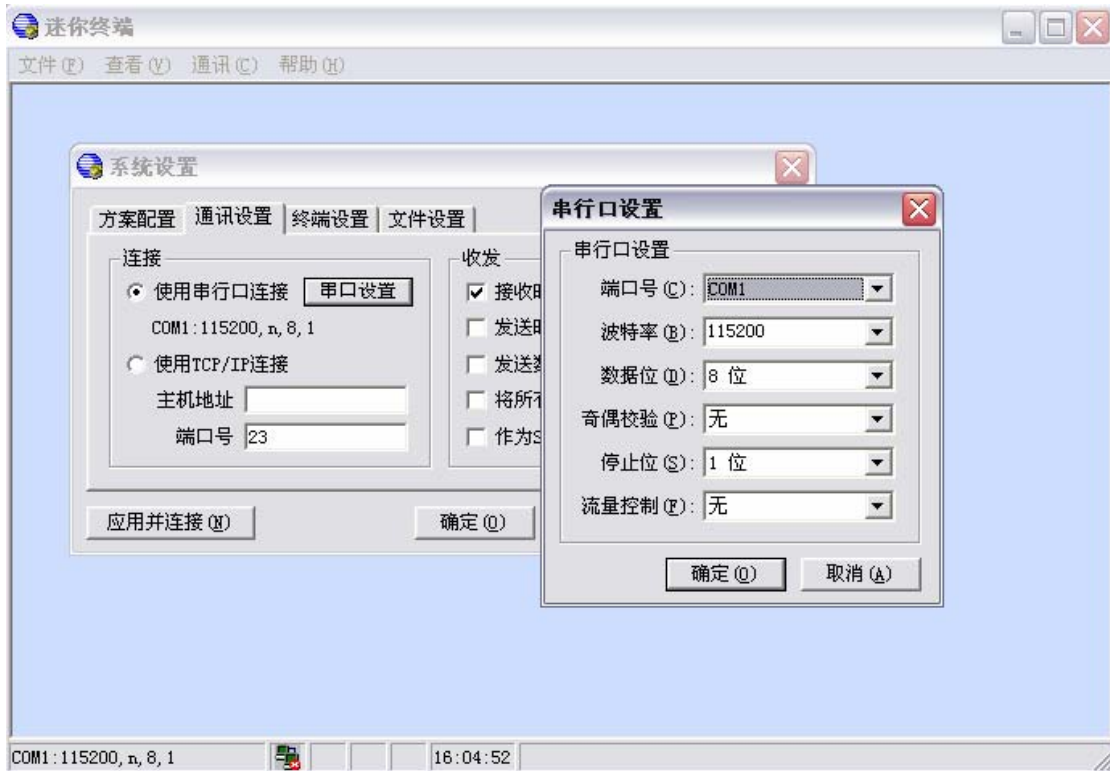 迷你终端
文件(F) 查看(V) 通讯(C) 帮助(H)
系统设置
方案配置 通讯设置 终端设置 文件设置
连接
使用串行口连接 串口设置
COM1:115200,n,8,1
使用TCP/IP连接
主机地址
端口号 23
收发
接收时
发送时
发送数
将所有
作为S
应用并连接(N) 确定(O)
串行口设置
串行口设置
端口号(C): COM1
波特率(B): 115200
数据位(D): 8 位
奇偶校验(P): 无
停止位(S): 1 位
流量控制(F): 无
确定(O) 取消(A)
COM1:115200,n,8,1 16:04:52